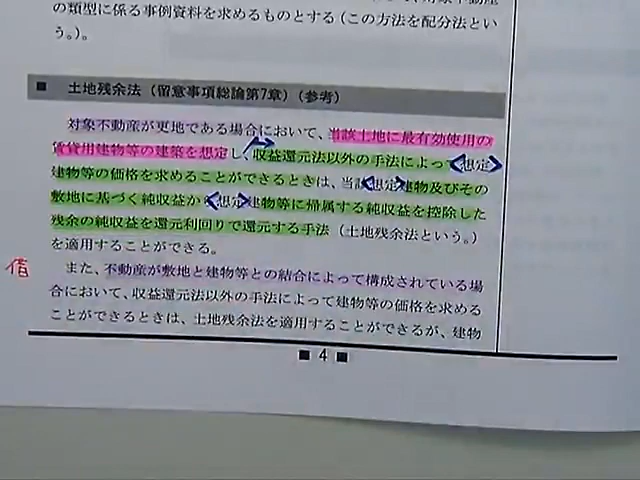 の類型に係る事例資料を求めるものとする（この方法を配分法とい
う。）。
■ 土地残余法（留意事項総論第7章）（参考）
対象不動産が更地である場合において、当該土地に最有効使用の
賃貸用建物等の建築を想定し、収益還元法以外の手法によって<想定>
建物等の価格を求めることができるときは、当該<想定>建物及びその
敷地に基づく純収益から<想定>建物等に帰属する純収益を控除した
残余の純収益を還元利回りで還元する手法（土地残余法という。）
を適用することができる。
また、不動産が敷地と建物等との結合によって構成されている場
合において、収益還元法以外の手法によって建物等の価格を求める
ことができるときは、土地残余法を適用することができるが、建物
■ 4 ■